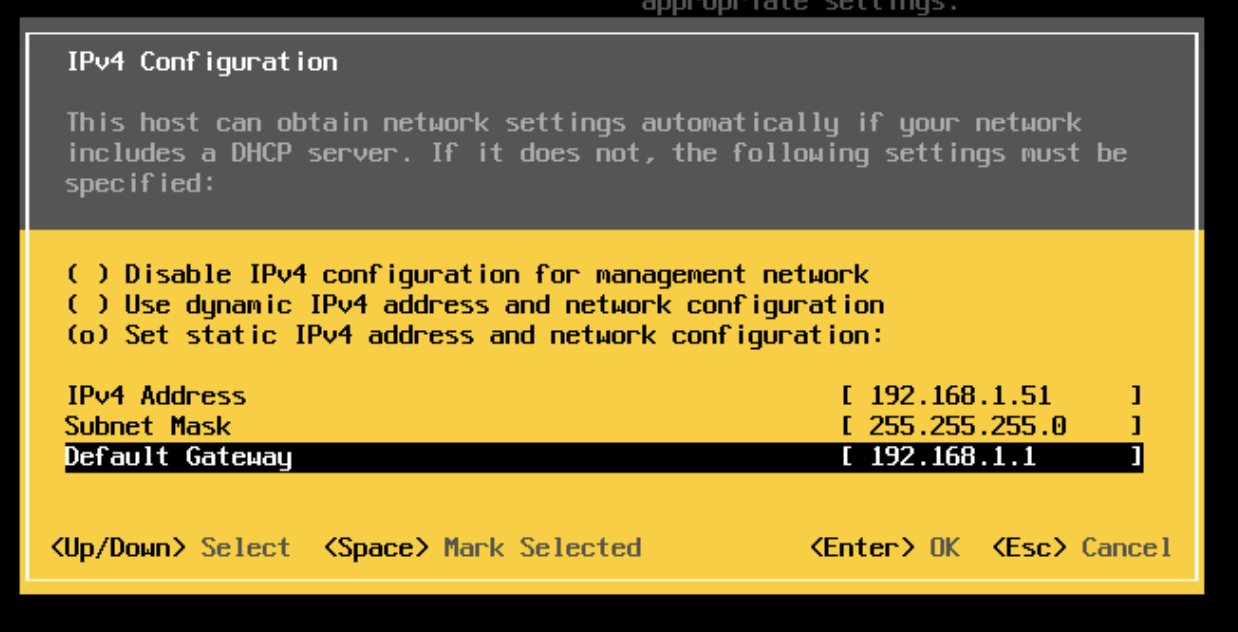 appropriate settings.
IPv4 Configuration
This host can obtain network settings automatically if your network
includes a DHCP server. If it does not, the following settings must be
specified:
( ) Disable IPv4 configuration for management network
( ) Use dynamic IPv4 address and network configuration
(o) Set static IPv4 address and network configuration:
IPv4 Address [ 192.168.1.51 ]
Subnet Mask [ 255.255.255.0 ]
Default Gateway [ 192.168.1.1 ]
<Up/Down> Select <Space> Mark Selected <Enter> OK <Esc> Cancel